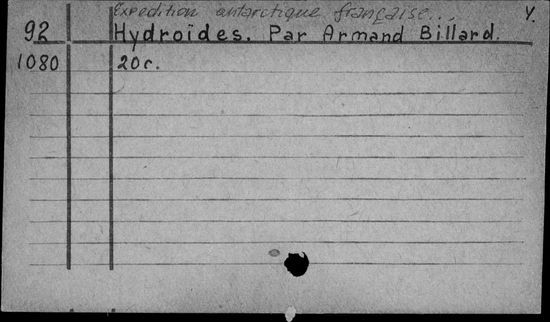 Expedition antarctique française... Y.
92 Hydroïdes. Par Armand Billard.
1080 20c.